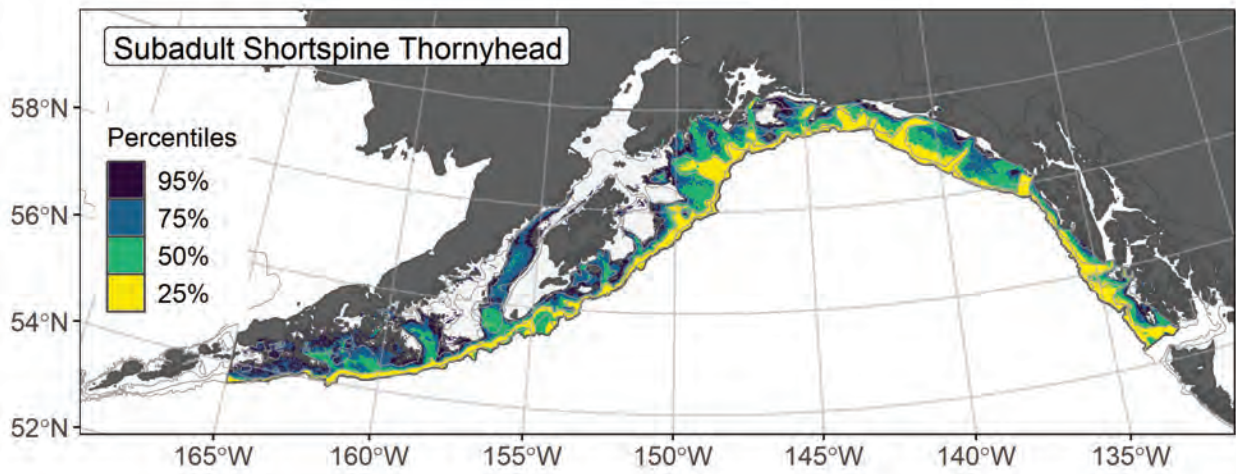 Subadult Shortspine Thornyhead
Percentiles
95%
75%
50%
25%
58°N
56°N
54°N
52°N
165°W 160°W 155°W 150°W 145°W 140°W 135°W